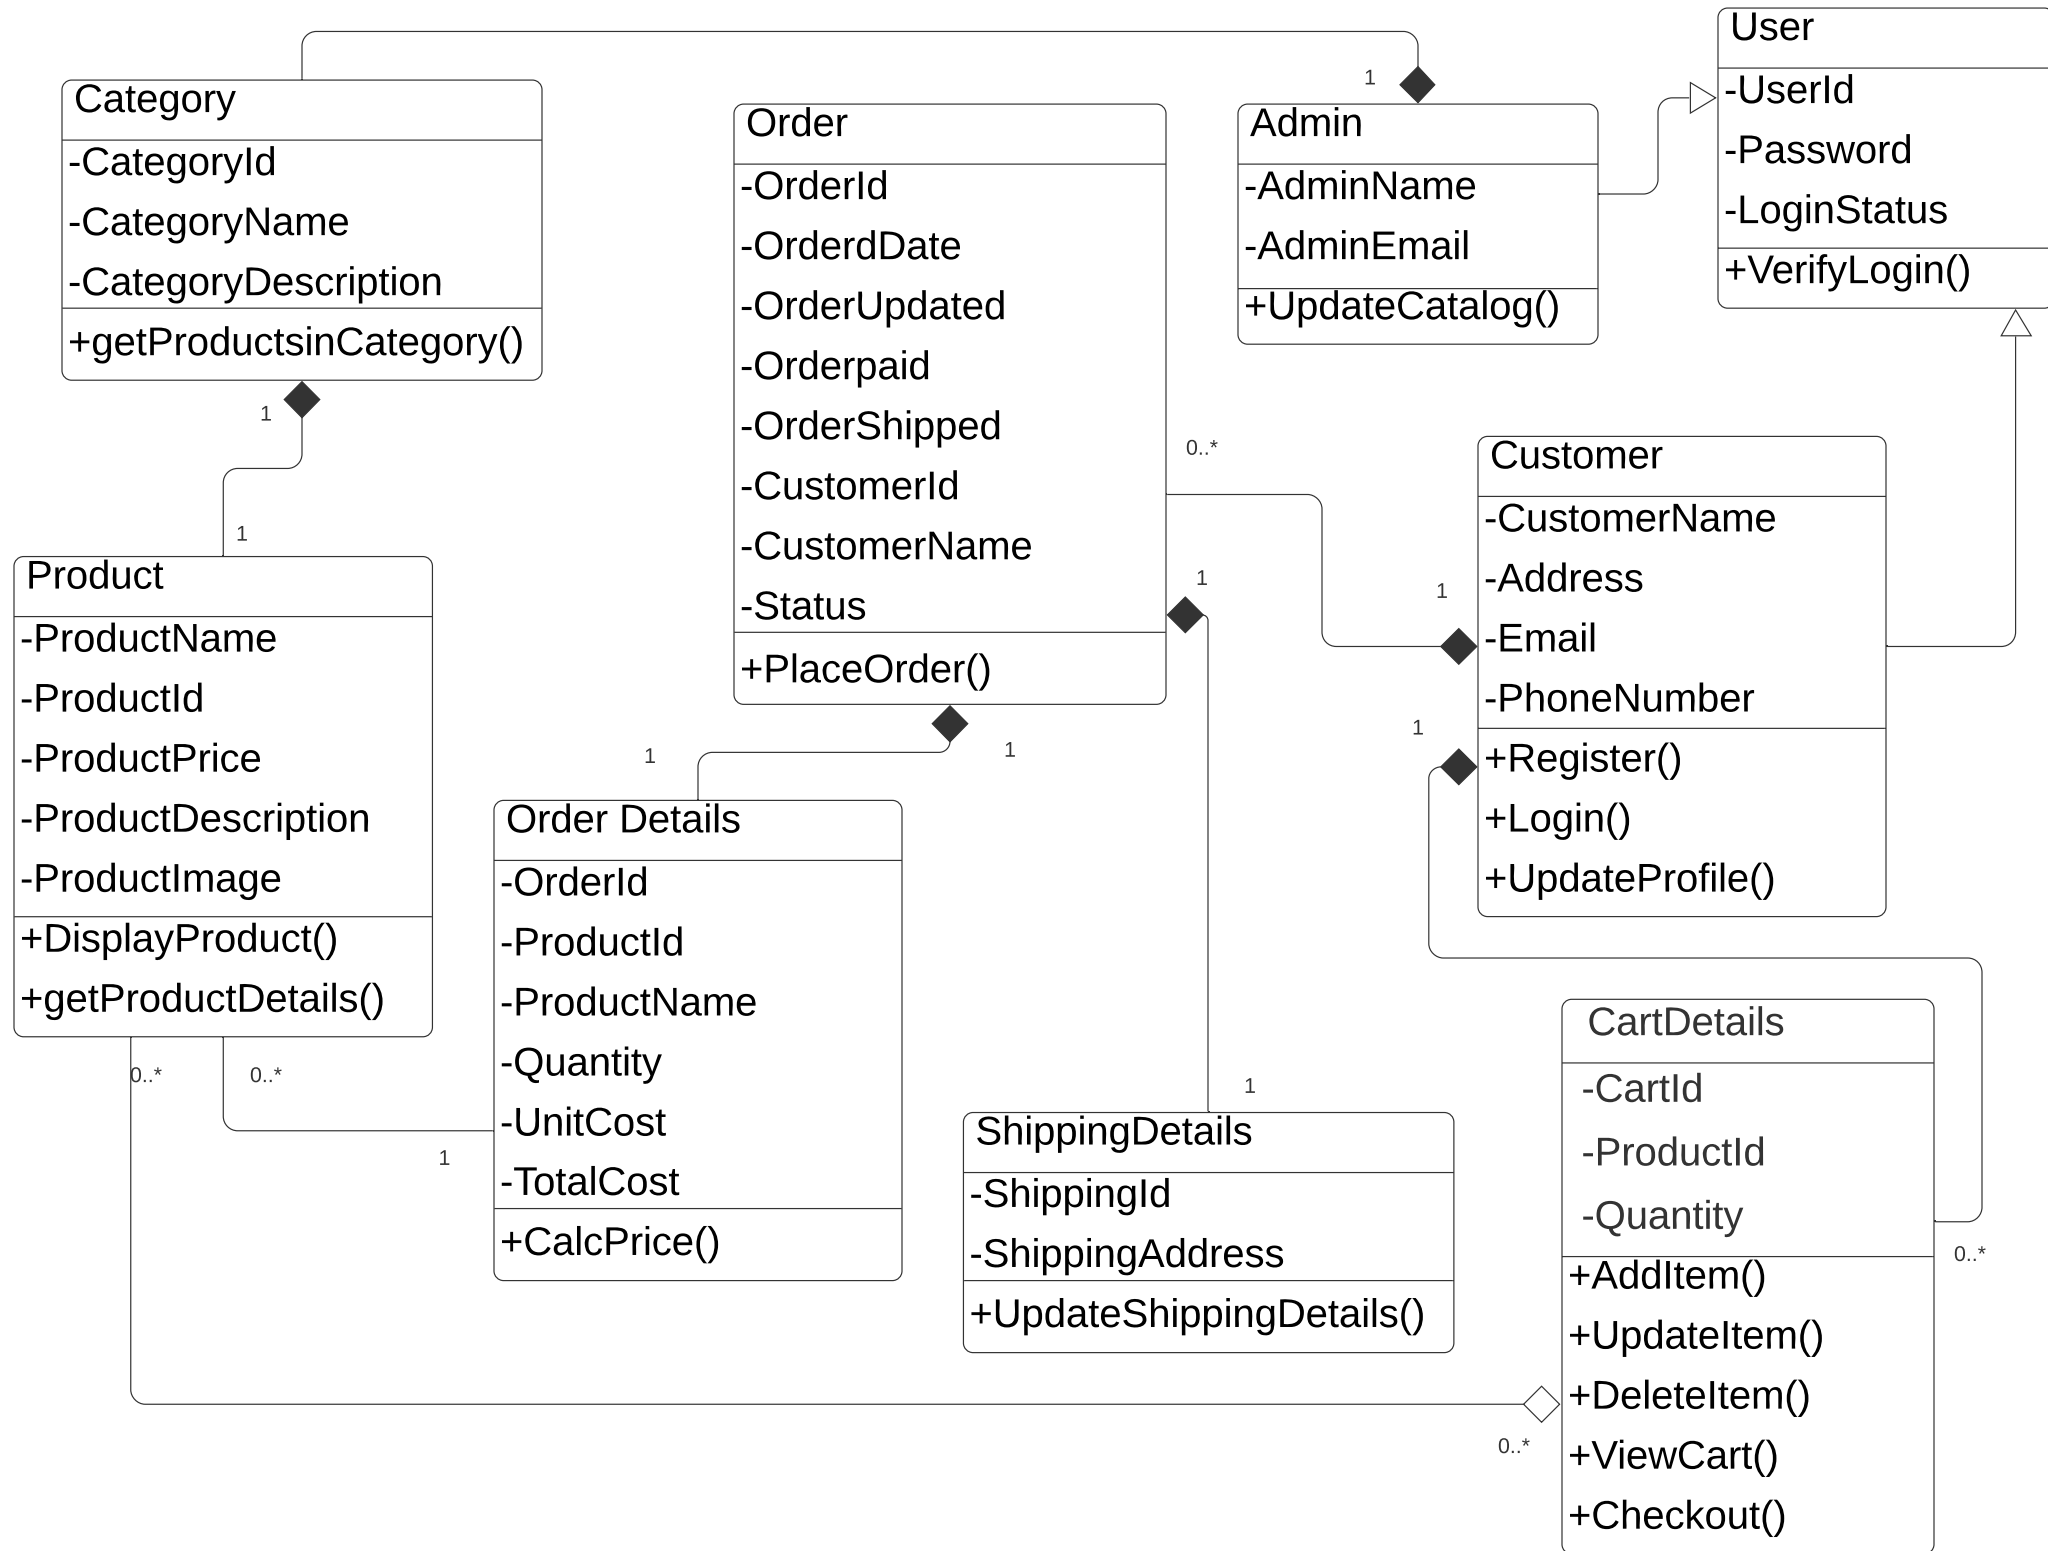 Category
-CategoryId
-CategoryName
-CategoryDescription
+getProductsinCategory()
1
1
Product
-ProductName
-ProductId
-ProductPrice
-ProductDescription
-ProductImage
+DisplayProduct()
+getProductDetails()
0..*
0..*
1
Order
-OrderId
-OrderdDate
-OrderUpdated
-Orderpaid
-OrderShipped
-CustomerId
-CustomerName
-Status
+PlaceOrder()
0..*
1
1
1
1
Order Details
-OrderId
-ProductId
-ProductName
-Quantity
-UnitCost
-TotalCost
+CalcPrice()
1
Admin
-AdminName
-AdminEmail
+UpdateCatalog()
User
-UserId
-Password
-LoginStatus
+VerifyLogin()
Customer
-CustomerName
-Address
-Email
-PhoneNumber
+Register()
+Login()
+UpdateProfile()
1
1
ShippingDetails
-ShippingId
-ShippingAddress
+UpdateShippingDetails()
CartDetails
-CartId
-ProductId
-Quantity
+AddItem()
+UpdateItem()
+DeleteItem()
+ViewCart()
+Checkout()
0..*
0..*